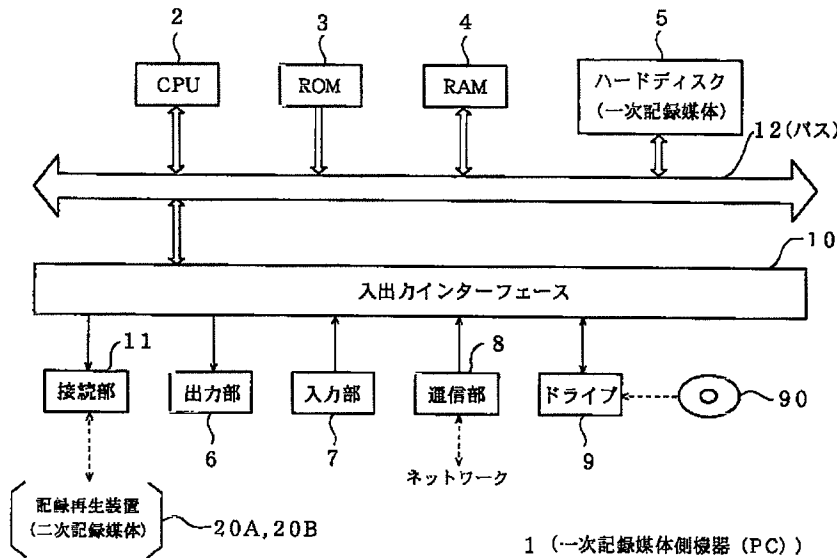 2
3
4
5
CPU
ROM
RAM
ハードディスク
(一次記録媒体)
12(バス)
10
入出力インターフェース
11
8
接続部
出力部
入力部
通信部
ドライブ
90
6
7
9
ネットワーク
記録再生装置
(二次記録媒体)
20A,20B
1 (一次記録媒体側機器 (PC) )